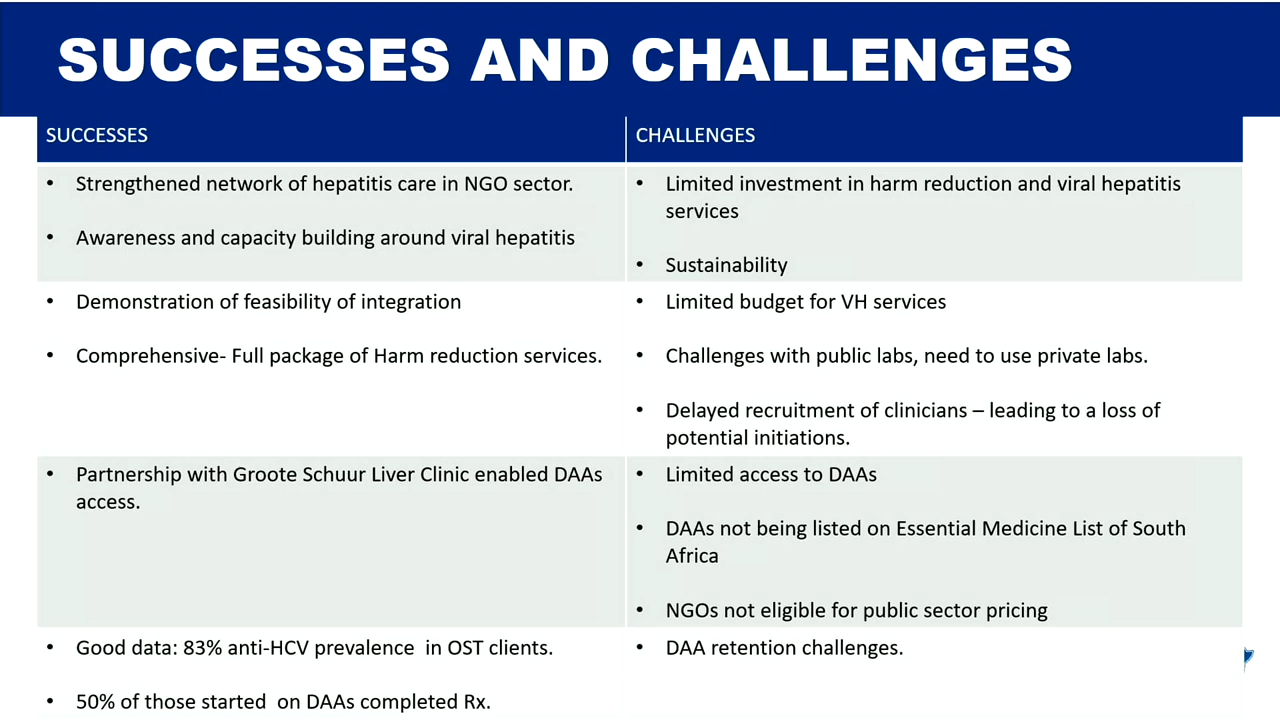 SUCCESSES AND CHALLENGES
SUCCESSES
CHALLENGES
• Strengthened network of hepatitis care in NGO sector.
• Awareness and capacity building around viral hepatitis
• Limited investment in harm reduction and viral hepatitis
services
• Sustainability
• Demonstration of feasibility of integration
• Comprehensive- Full package of Harm reduction services.
• Limited budget for VH services
• Challenges with public labs, need to use private labs.
• Delayed recruitment of clinicians – leading to a loss of
potential initiations.
• Partnership with Groote Schuur Liver Clinic enabled DAAs
access.
• Limited access to DAAs
• DAAs not being listed on Essential Medicine List of South
Africa
• NGOs not eligible for public sector pricing
• Good data: 83% anti-HCV prevalence  in OST clients.
• 50% of those started  on DAAs completed Rx.
• DAA retention challenges.